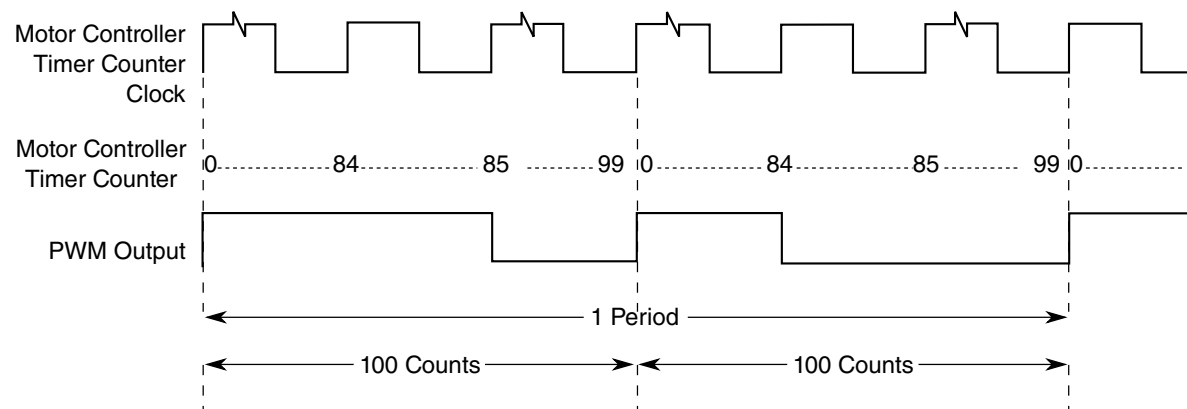 Motor Controller
Timer Counter
Clock
Motor Controller
Timer Counter
0 84 85 99 0 84 85 99 0
PWM Output
1 Period
100 Counts 100 Counts